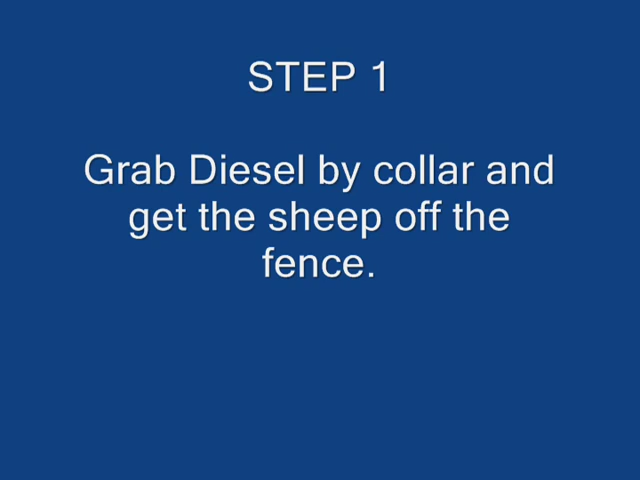 STEP 1
Grab Diesel by collar and
get the sheep off the
fence.